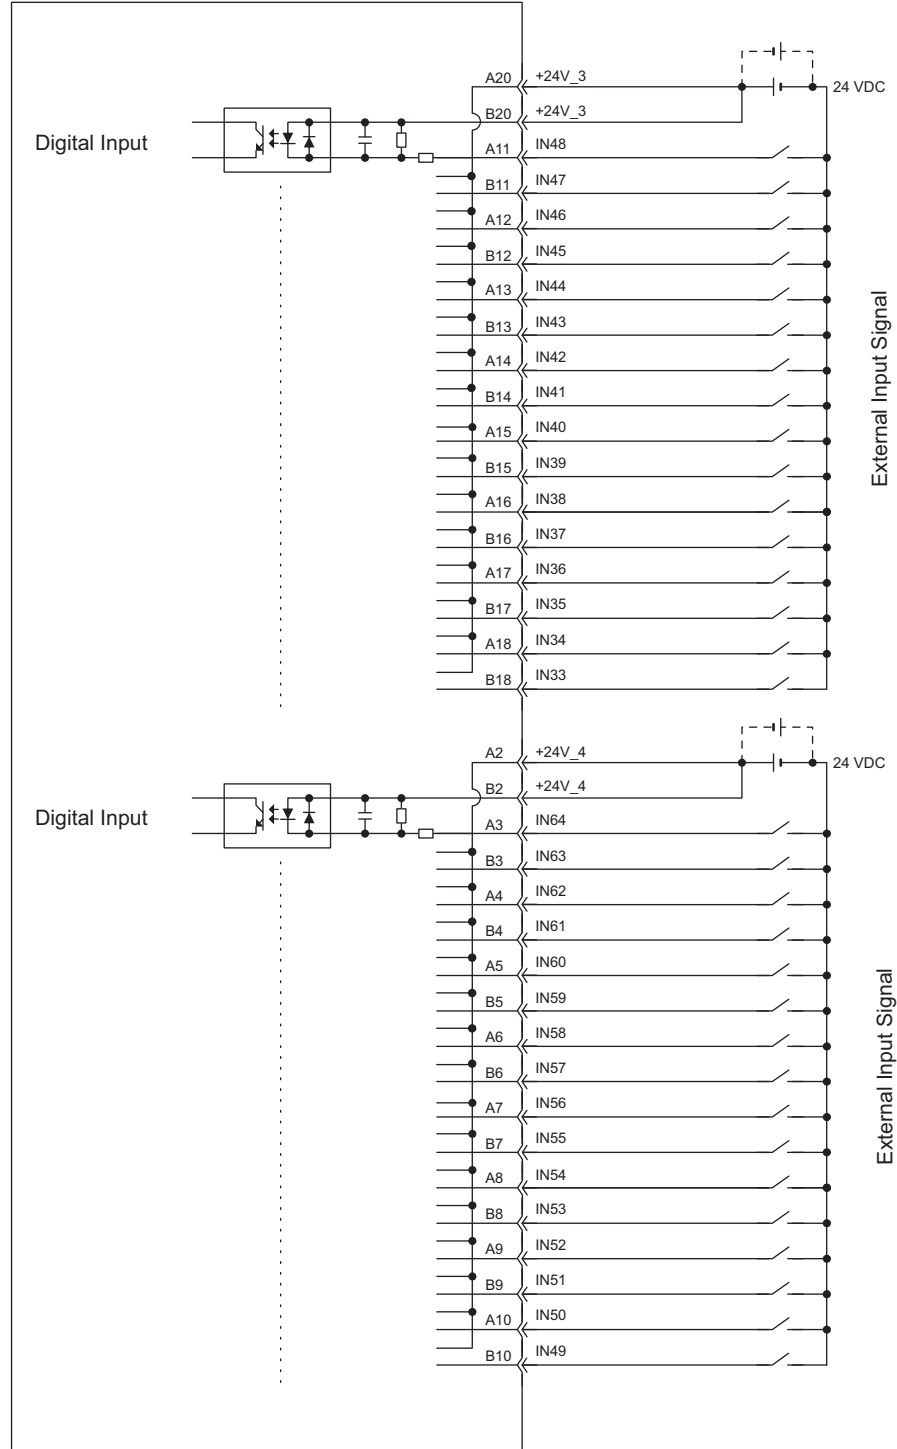 A20 +24V_3
24 VDC
B20 +24V_3
Digital Input
A11 IN48
B11 IN47
A12 IN46
B12 IN45
A13 IN44
B13 IN43
A14 IN42
B14 IN41
A15 IN40
B15 IN39
A16 IN38
B16 IN37
A17 IN36
B17 IN35
A18 IN34
B18 IN33
External Input Signal
A2 +24V_4
24 VDC
B2 +24V_4
Digital Input
A3 IN64
B3 IN63
A4 IN62
B4 IN61
A5 IN60
B5 IN59
A6 IN58
B6 IN57
A7 IN56
B7 IN55
A8 IN54
B8 IN53
A9 IN52
B9 IN51
A10 IN50
B10 IN49
External Input Signal